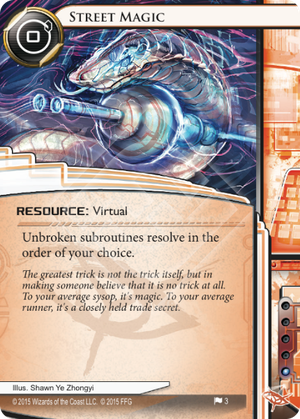 STREET MAGIC
0
RESOURCE: Virtual
Unbroken subroutines resolve in the
order of your choice.
The greatest trick is not the trick itself, but in
making someone believe that it is no trick at all.
To your average sysop, it's magic. To your average
runner, it's a closely held trade secret.
Illus. Shawn Ye Zhongyi
© 2015 Wizards of the Coast LLC. © 2015 FFG
3